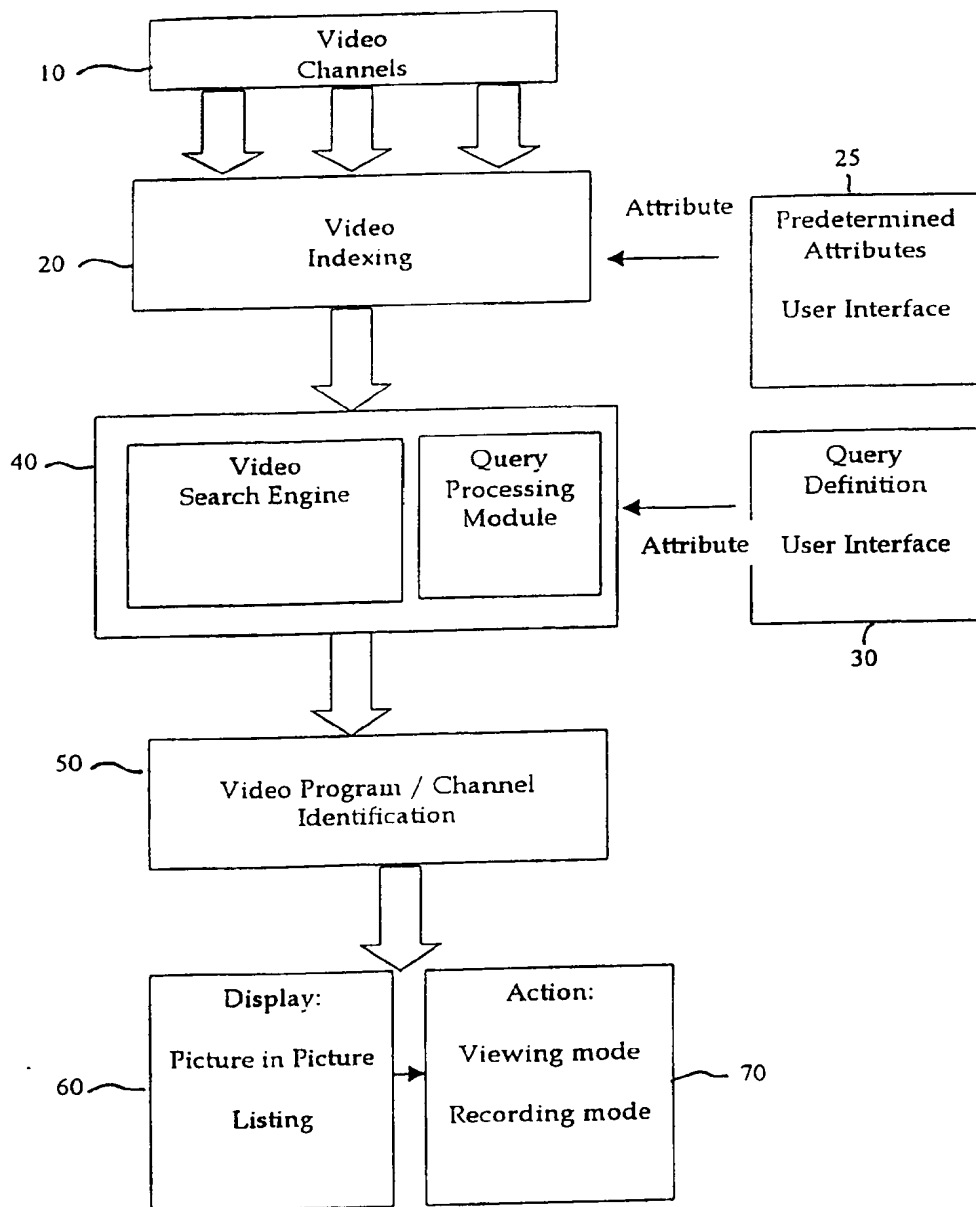 Video
Channels
10
Video
Indexing
20
Attribute
25
Predetermined
Attributes
User Interface
40
Video
Search Engine
Query
Processing
Module
Attribute
Query
Definition
User Interface
30
50
Video Program / Channel
Identification
Display:
Picture in Picture
Listing
60
Action:
Viewing mode
Recording mode
70